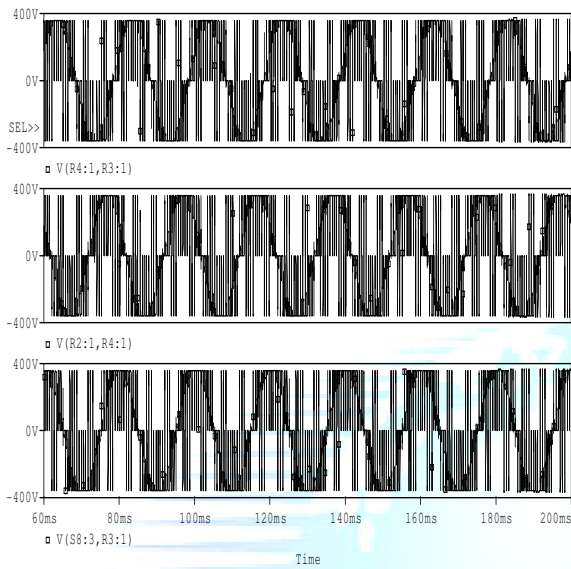 400V
0V
SEL>>
-400V
V(R4:1,R3:1)
400V
0V
-400V
V(R2:1,R4:1)
400V
0V
-400V
60ms 80ms 100ms 120ms 140ms 160ms 180ms 200ms
V(S8:3,R3:1)
Time